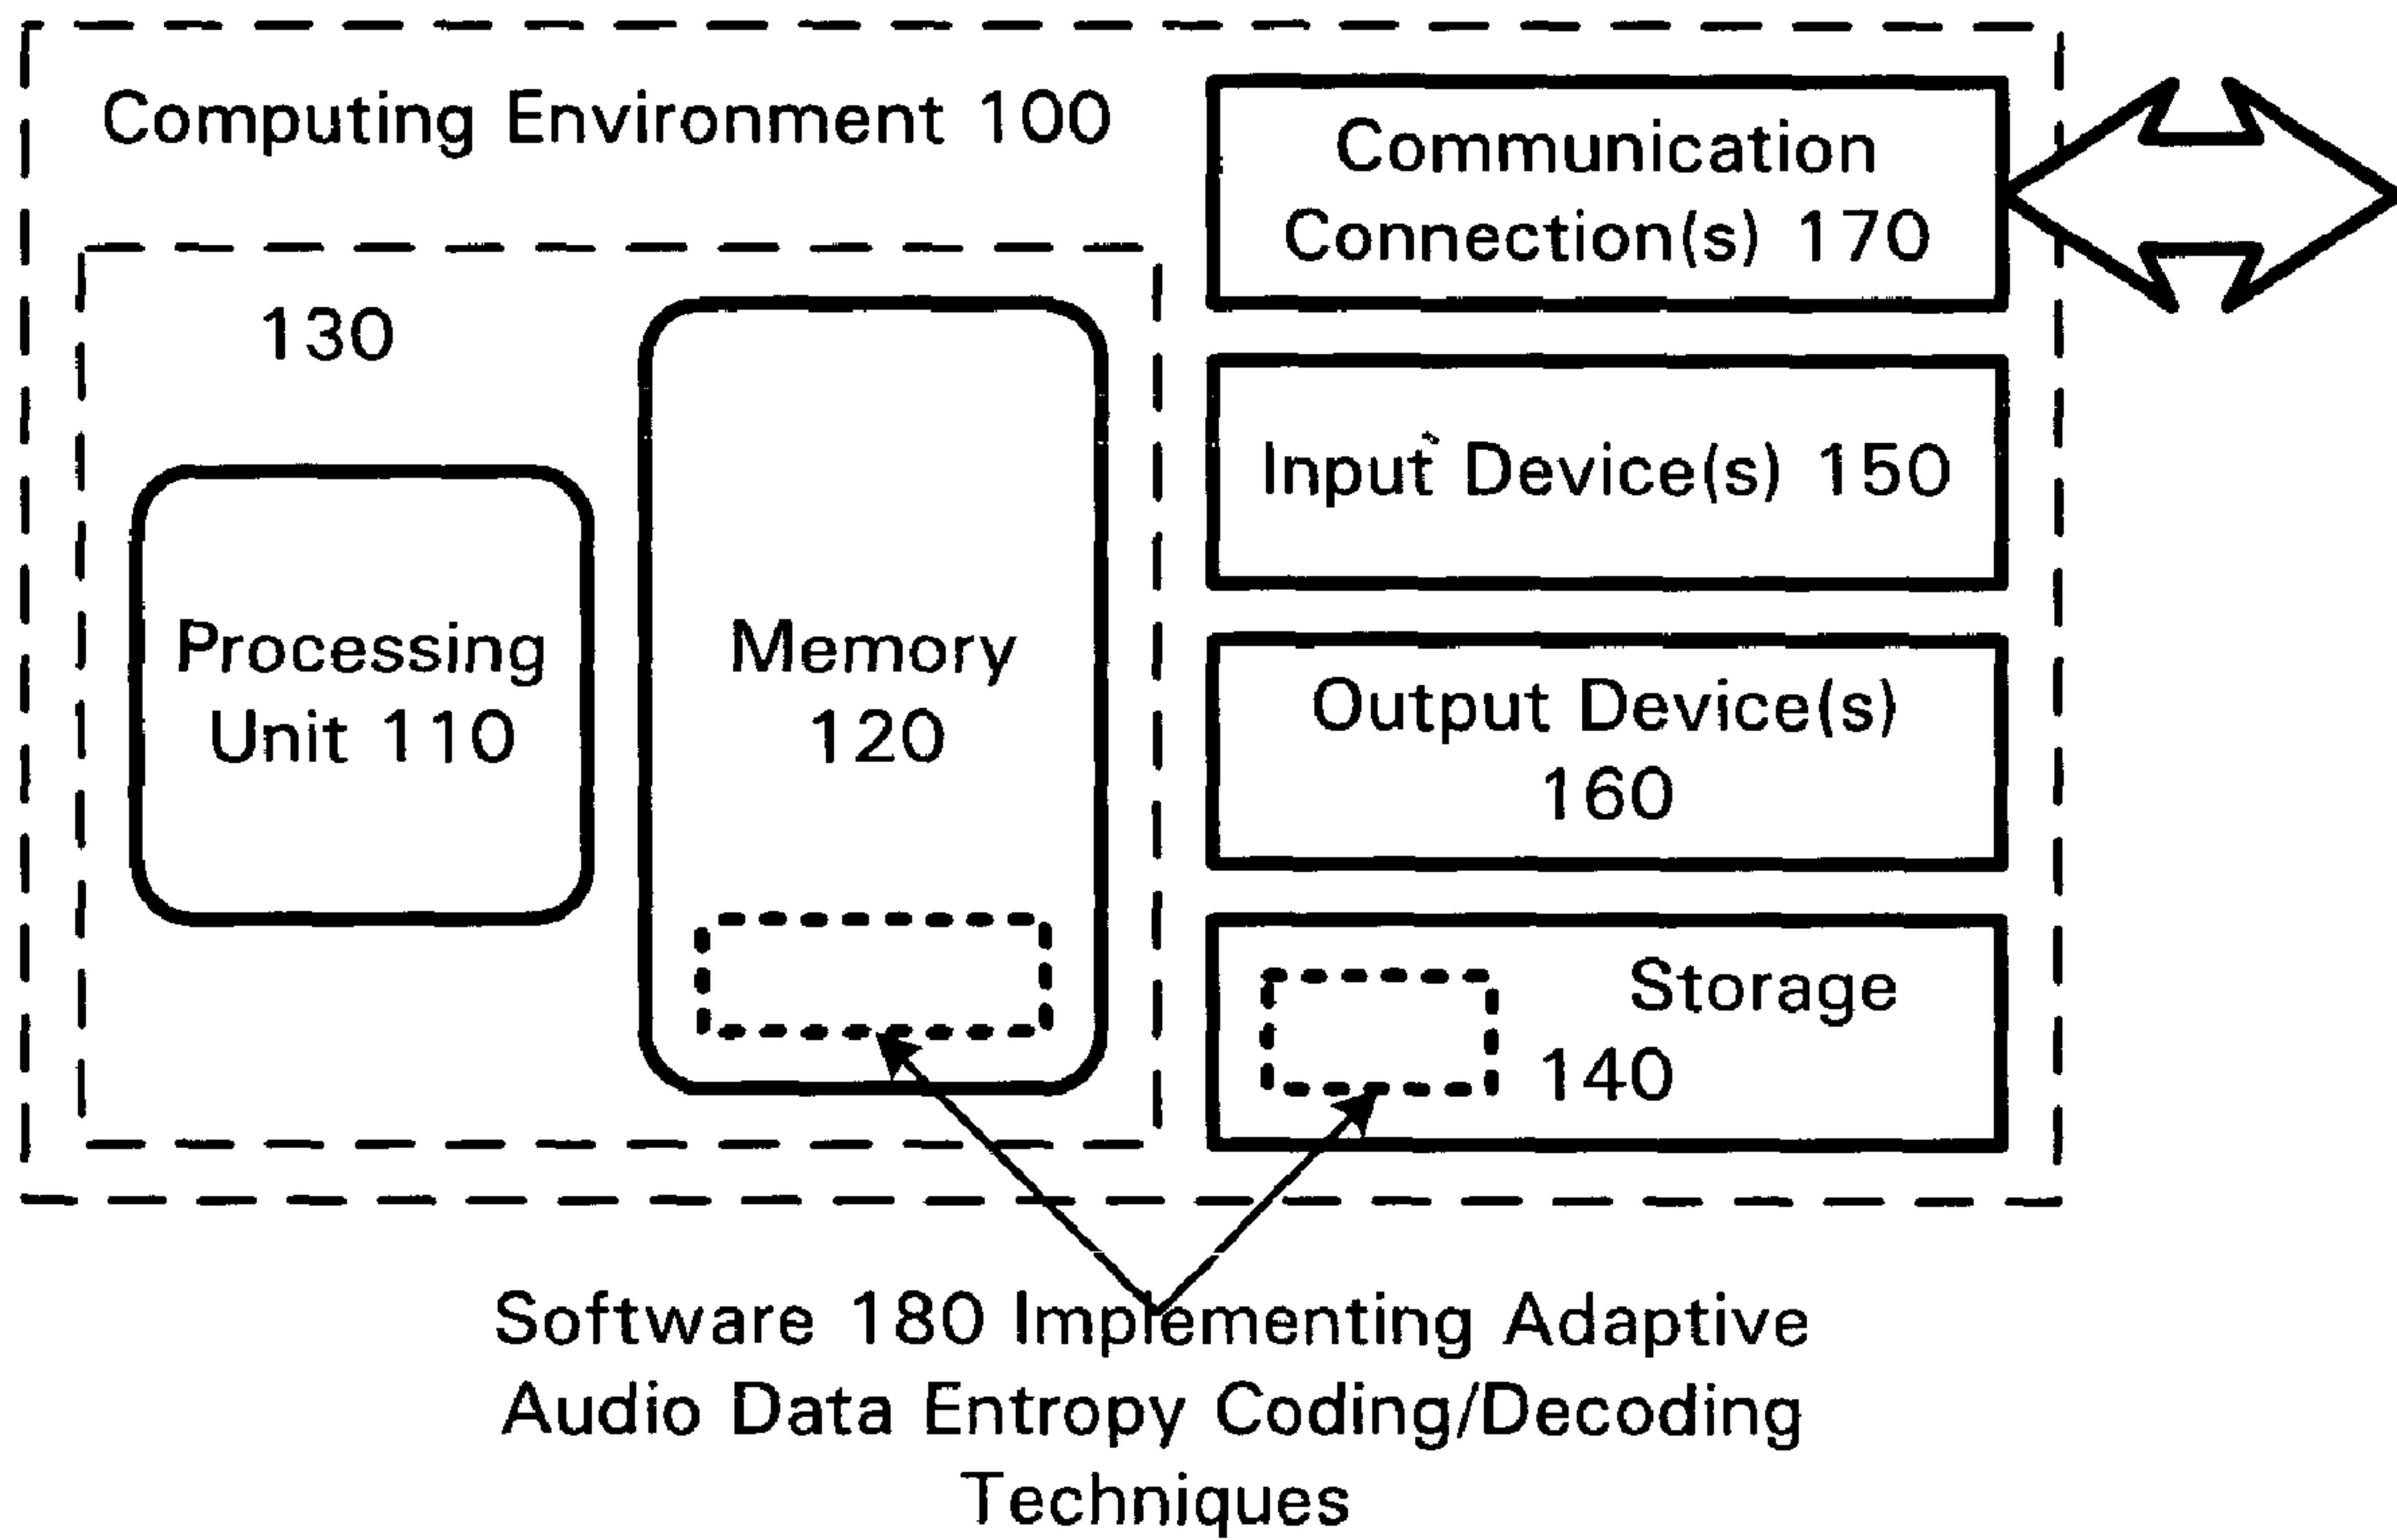 Computing Environment 100
Communication
Connection(s) 170
130
Input Device(s) 150
Processing
Unit 110
Memory
120
Output Device(s)
160
Storage
140
Software 180 Implementing Adaptive
Audio Data Entropy Coding/Decoding
Techniques